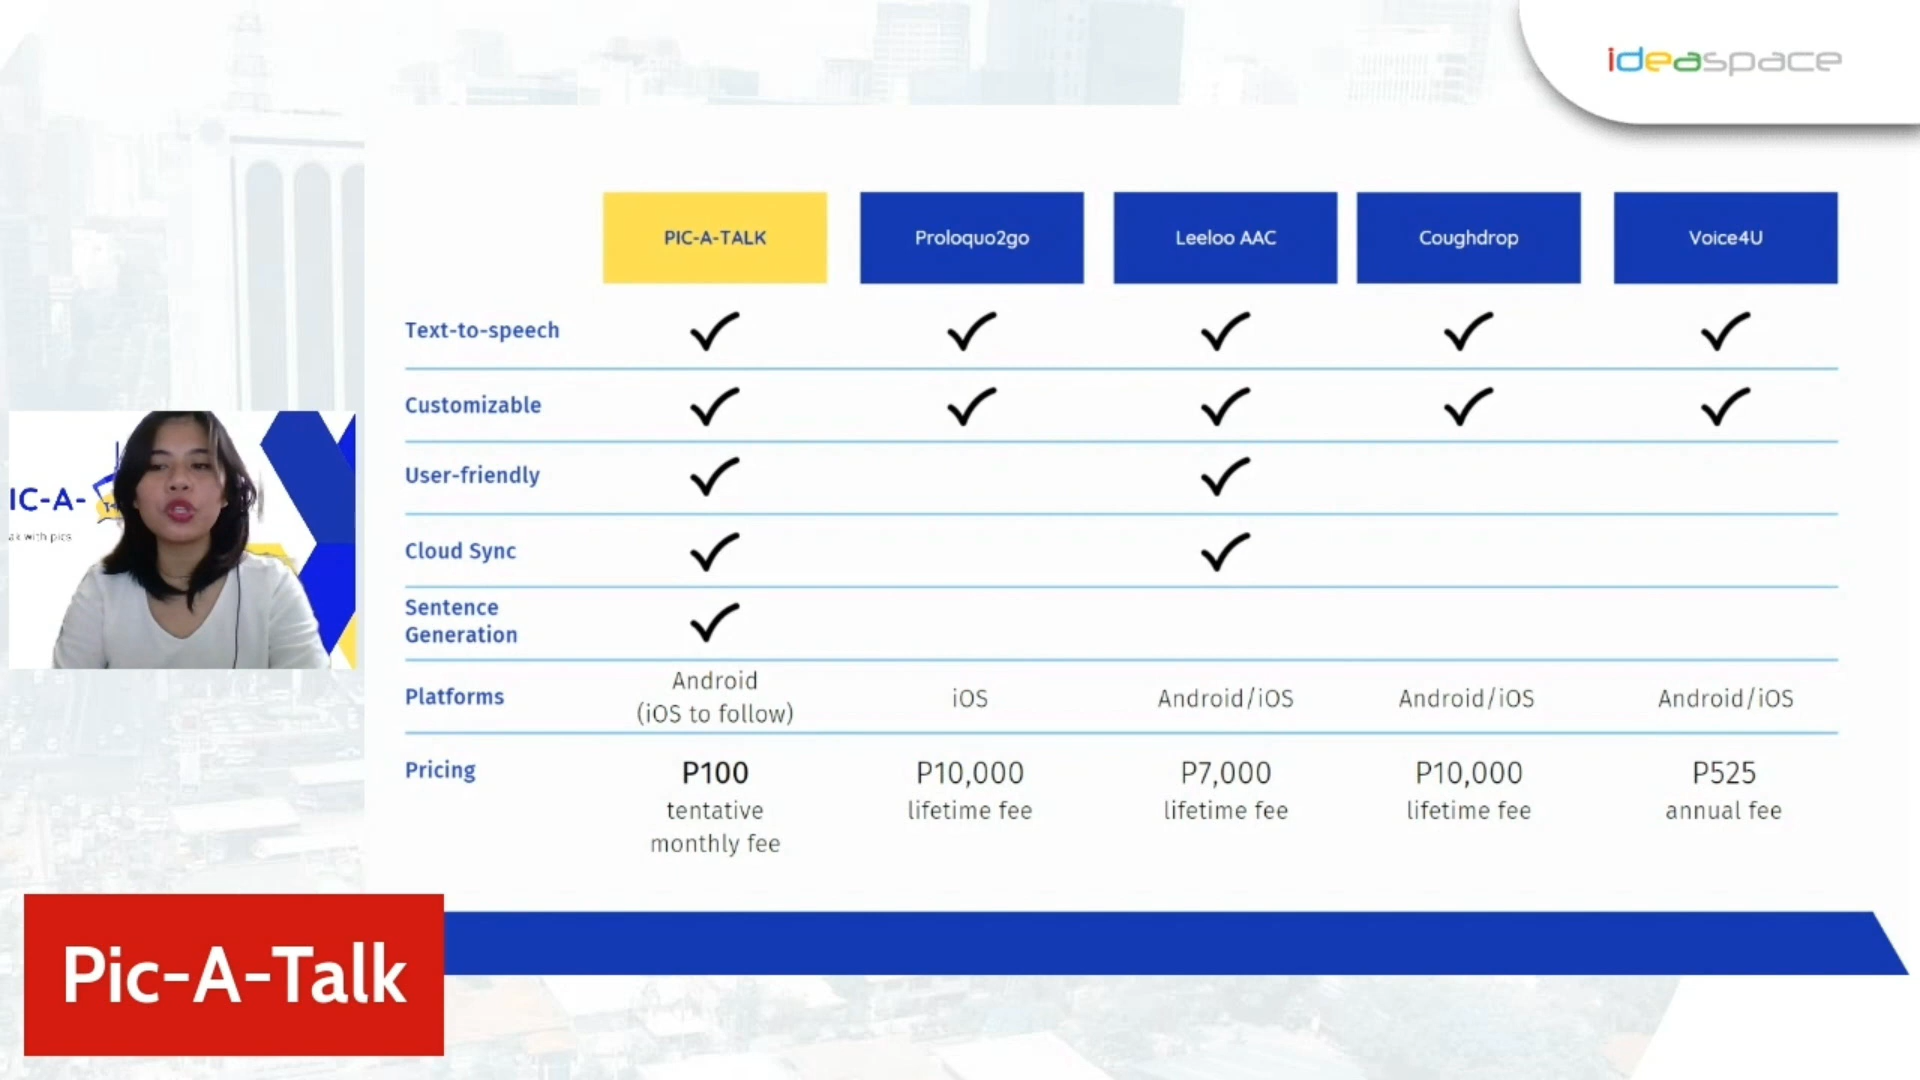 ideaspace
PIC-A-TALK Proloquo2go Leeloo AAC Coughdrop Voice4U
Text-to-speech
Customizable
User-friendly
Cloud Sync
Sentence
Generation
Platforms
Android
(iOS to follow)
iOS
Android/iOS
Android/iOS
Android/iOS
Pricing
P100
tentative
monthly fee
P10,000
lifetime fee
P7,000
lifetime fee
P10,000
lifetime fee
P525
annual fee
IC-A-
with pics
Pic-A-Talk